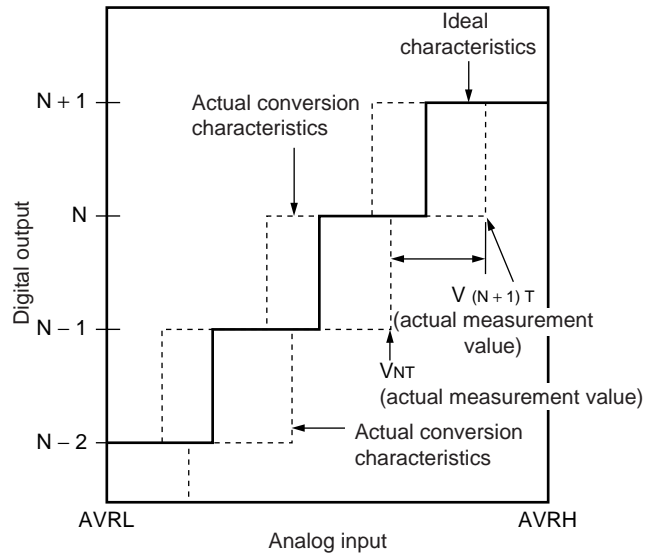 Ideal
characteristics
N + 1
Actual conversion
characteristics
N
Digital output
V (N + 1) T
(actual measurement
value)
N − 1
VNT
(actual measurement value)
N − 2
Actual conversion
characteristics
AVRL
AVRH
Analog input